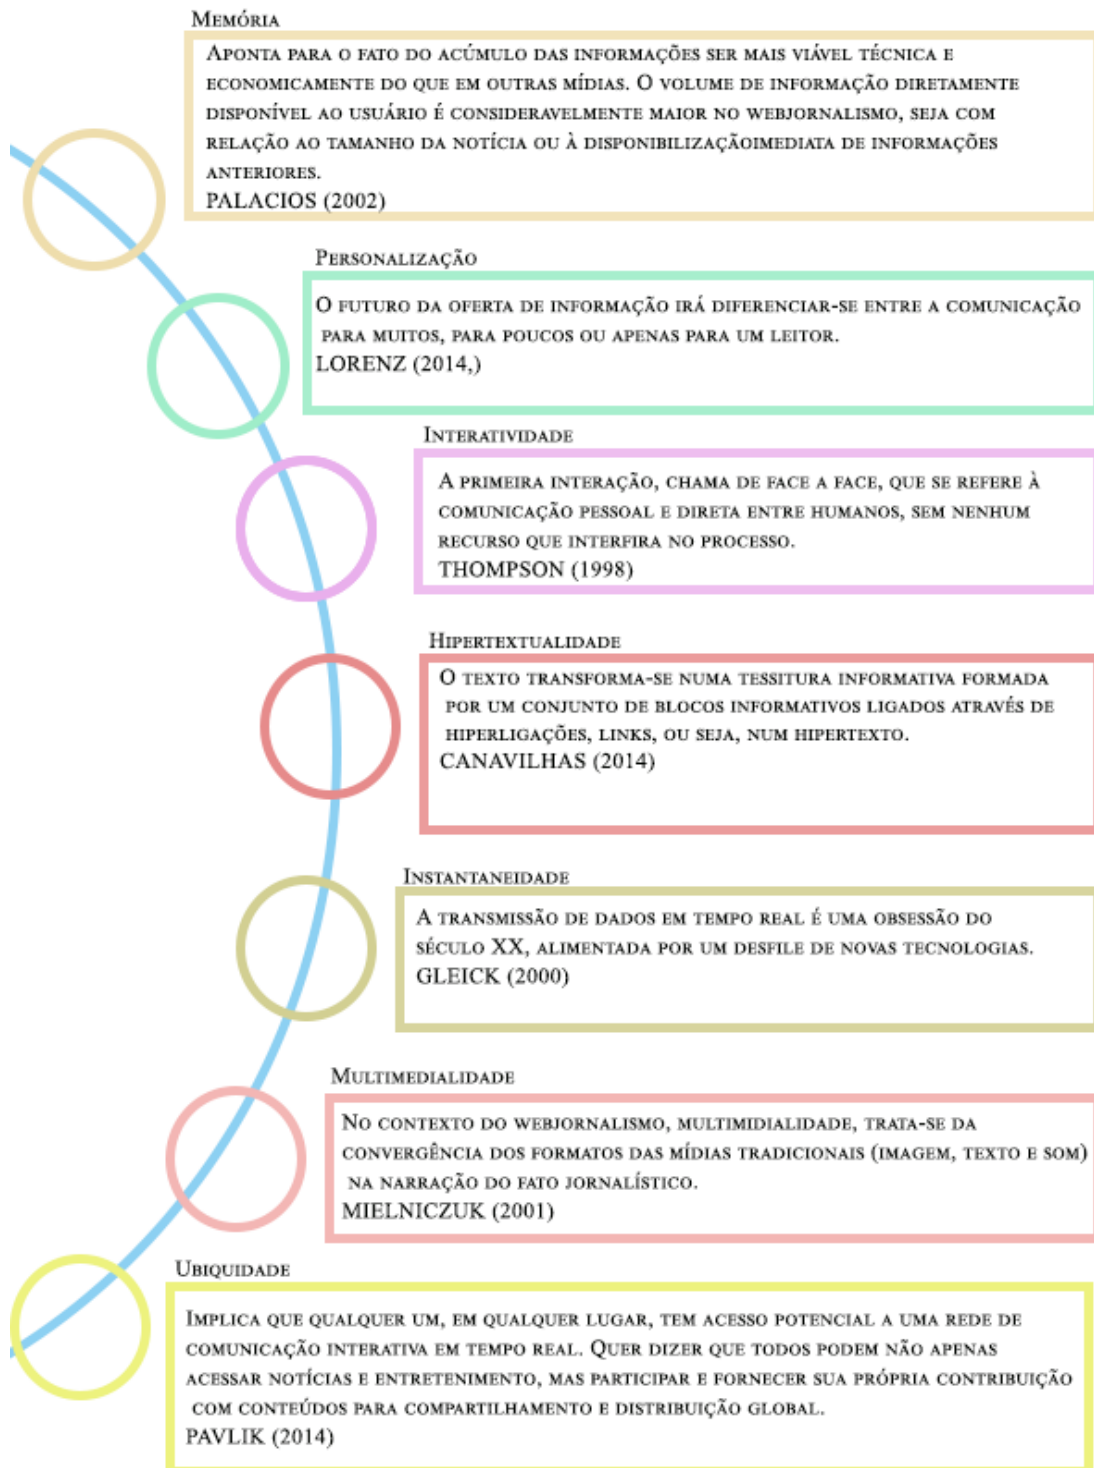 Memória
Aponta para o fato do acúmulo das informações ser mais viável técnica e
economicamente do que em outras mídias. O volume de informação diretamente
disponível ao usuário é consideravelmente maior no webjornalismo, seja com
relação ao tamanho da notícia ou à disponibilizaçãoimediata de informações
anteriores.
PALACIOS (2002)
Personalização
O futuro da oferta de informação irá diferenciar-se entre a comunicação
para muitos, para poucos ou apenas para um leitor.
LORENZ (2014,)
Interatividade
A primeira interação, chama de face a face, que se refere à
comunicação pessoal e direta entre humanos, sem nenhum
recurso que interfira no processo.
THOMPSON (1998)
Hipertextualidade
O texto transforma-se numa tessitura informativa formada
por um conjunto de blocos informativos ligados através de
hiperligações, links, ou seja, num hipertexto.
CANAVILHAS (2014)
Instantaneidade
A transmissão de dados em tempo real é uma obsessão do
século XX, alimentada por um desfile de novas tecnologias.
GLEICK (2000)
Multimedialidade
No contexto do webjornalismo, multimidialidade, trata-se da
convergência dos formatos das mídias tradicionais (imagem, texto e som)
na narração do fato jornalístico.
MIELNICZUK (2001)
Ubiquidade
Implica que qualquer um, em qualquer lugar, tem acesso potencial a uma rede de
comunicação interativa em tempo real. Quer dizer que todos podem não apenas
acessar notícias e entretenimento, mas participar e fornecer sua própria contribuição
com conteúdos para compartilhamento e distribuição global.
PAVLIK (2014)